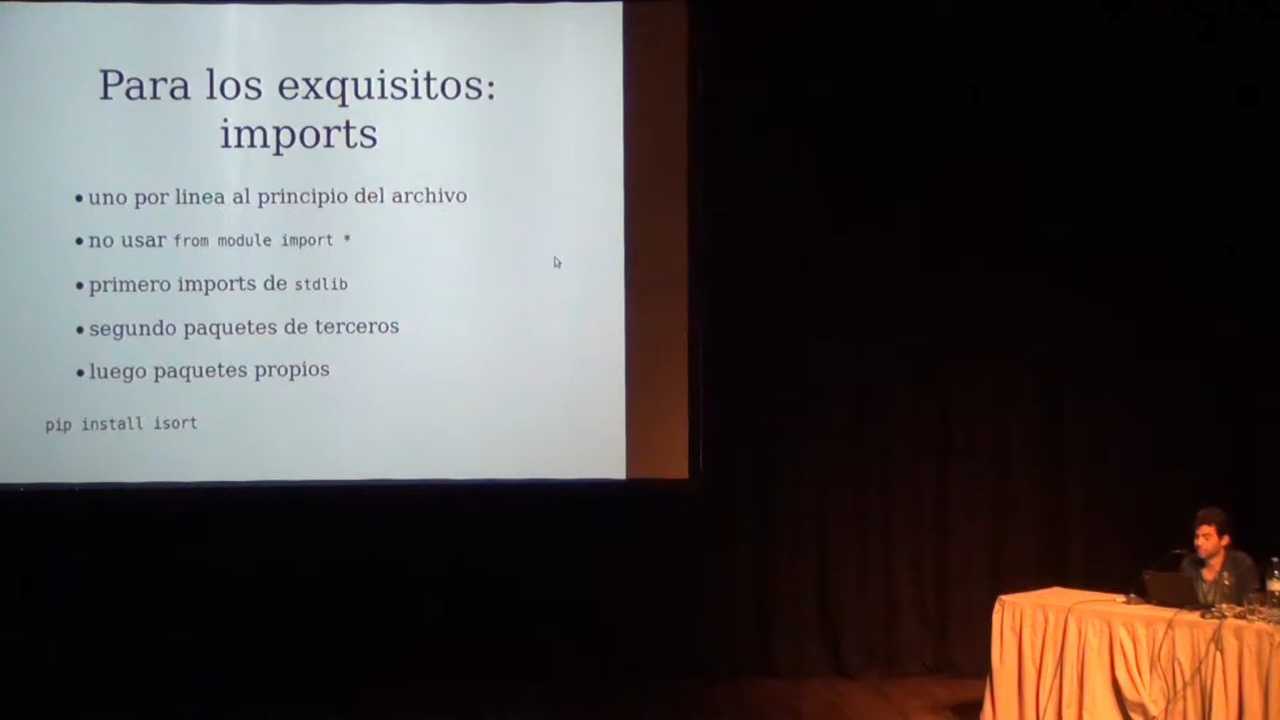 Para los exquisitos:
imports
• uno por linea al principio del archivo
• no usar from module import *
• primero imports de stdlib
• segundo paquetes de terceros
• luego paquetes propios
pip install isort